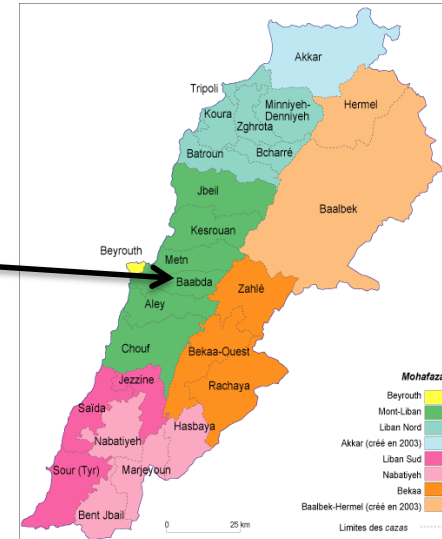 Akkar
Tripoli
Koura
Minniyeh-
Denniyeh
Zghrota
Hermel
Batroun
Bcharré
Jbeil
Baalbek
Kesrouan
Beyrouth
Metn
Baabda
Zahlé
Aley
Chouf
Bekaa-Ouest
Jezzine
Rachaya
Saïda
Hasbaya
Nabatiyeh
Sour (Tyr)
Marjeyoun
Bent Jbail
0 25 km
Mohafaza
Beyrouth
Mont-Liban
Liban Nord
Akkar (créé en 2003)
Liban Sud
Nabatiyeh
Bekaa
Baalbek-Hermel (créé en 2003)
Limites des cazas